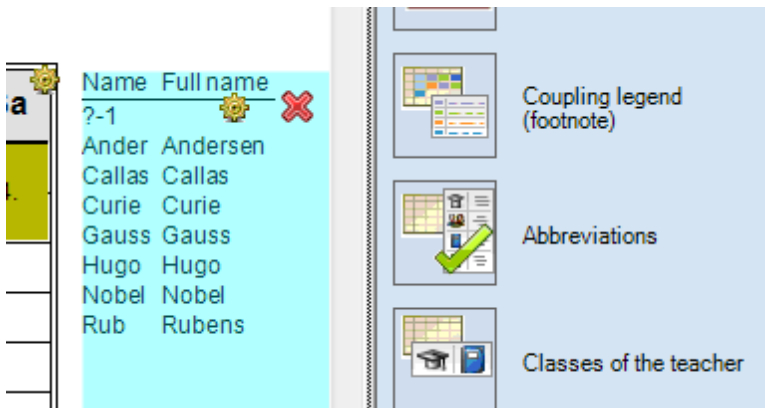 a
4.
Name Full name
?-1
Ander Andersen
Callas Callas
Curie Curie
Gauss Gauss
Hugo Hugo
Nobel Nobel
Rub Rubens
Coupling legend
(footnote)
Abbreviations
Classes of the teacher